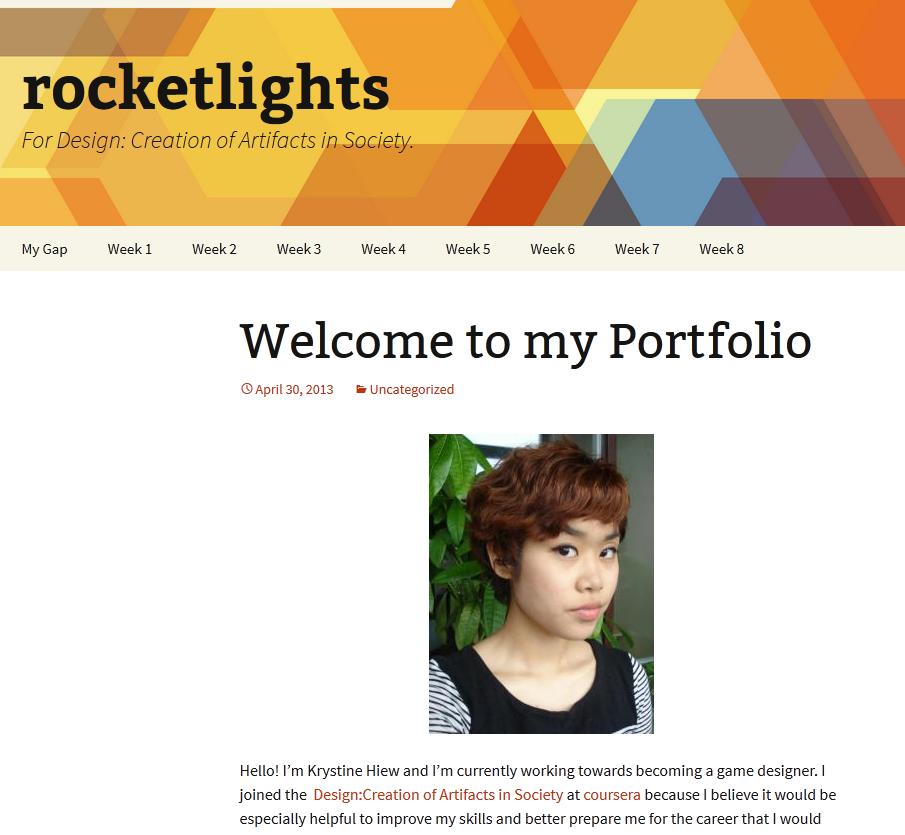 rocketlights
For Design: Creation of Artifacts in Society.
My Gap Week 1 Week 2 Week 3 Week 4 Week 5 Week 6 Week 7 Week 8
Welcome to my Portfolio
April 30, 2013 Uncategorized
Hello! I’m Krystine Hiew and I’m currently working towards becoming a game designer. I
joined the Design:Creation of Artifacts in Society at coursera because I believe it would be
especially helpful to improve my skills and better prepare me for the career that I would